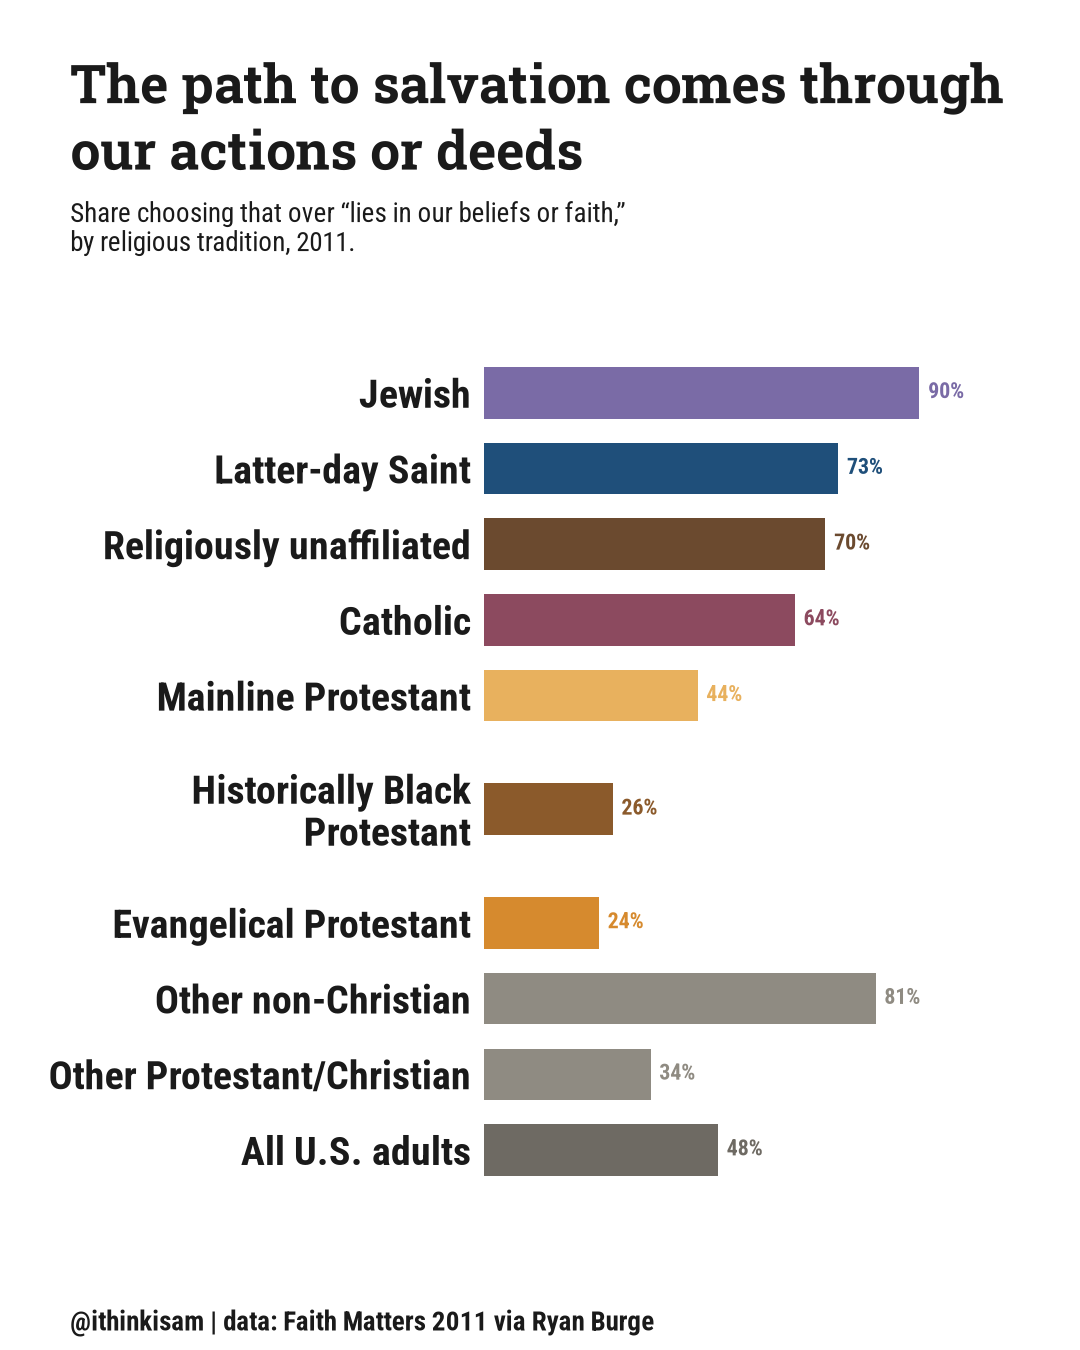 The path to salvation comes through
our actions or deeds
Share choosing that over “lies in our beliefs or faith,”
by religious tradition, 2011.
Jewish 90%
Latter-day Saint 73%
Religiously unaffiliated 70%
Catholic 64%
Mainline Protestant 44%
Historically Black
Protestant 26%
Evangelical Protestant 24%
Other non-Christian 81%
Other Protestant/Christian 34%
All U.S. adults 48%
@ithinkisam | data: Faith Matters 2011 via Ryan Burge